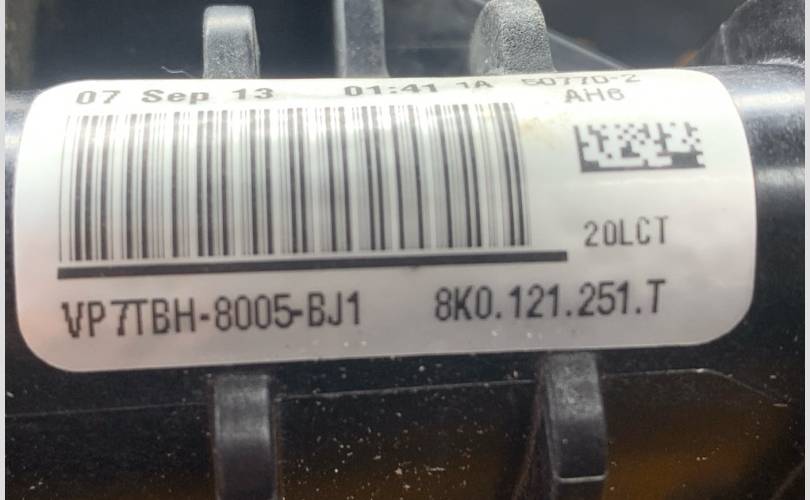 07 Sep 13 01:41 1A 50770-2
AH6
20LCT
VP7TBH-8005-BJ1 8K0.121.251.T